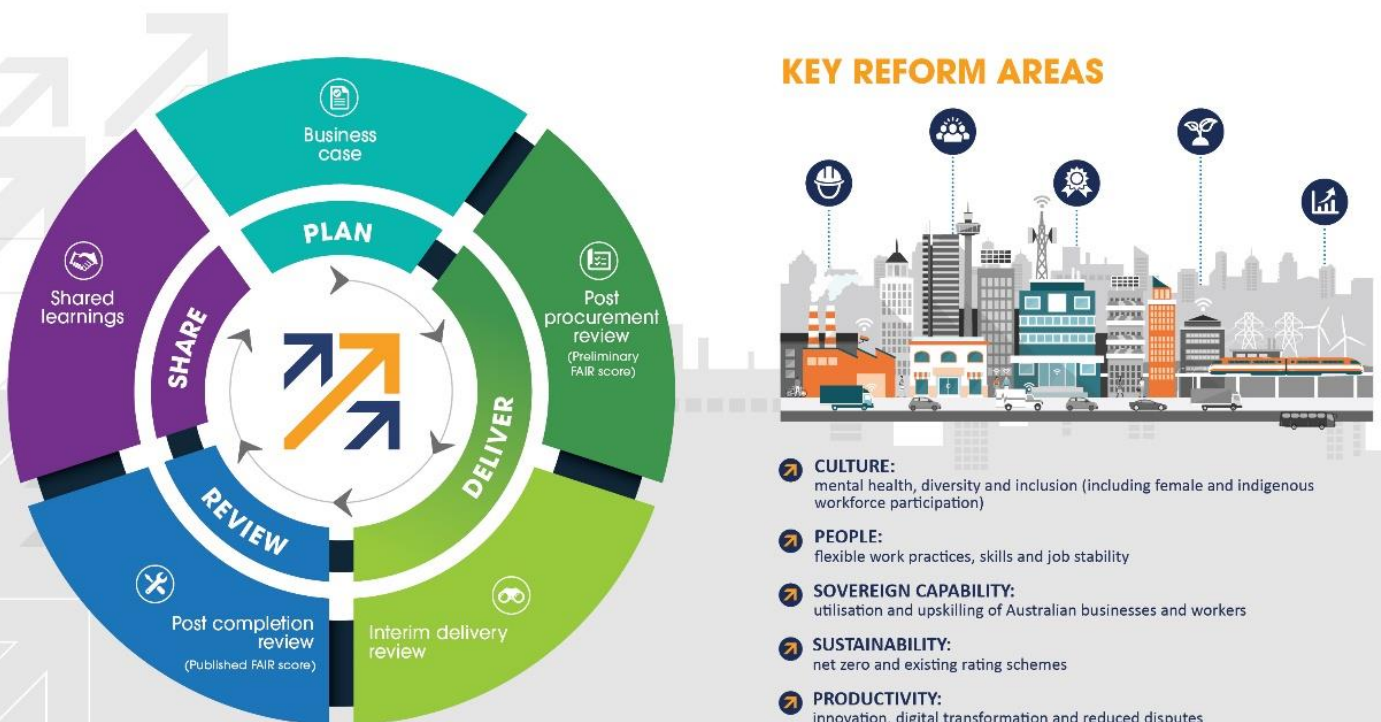 Business
case
PLAN
Post
procurement
review
(Preliminary
FAIR score)
DELIVER
Interim delivery
review
Post completion
review
(Published FAIR score)
REVIEW
Shared
learnings
SHARE
KEY REFORM AREAS
CULTURE:
mental health, diversity and inclusion (including female and indigenous
workforce participation)
PEOPLE:
flexible work practices, skills and job stability
SOVEREIGN CAPABILITY:
utilisation and upskilling of Australian businesses and workers
SUSTAINABILITY:
net zero and existing rating schemes
PRODUCTIVITY:
innovation, digital transformation and reduced disputes